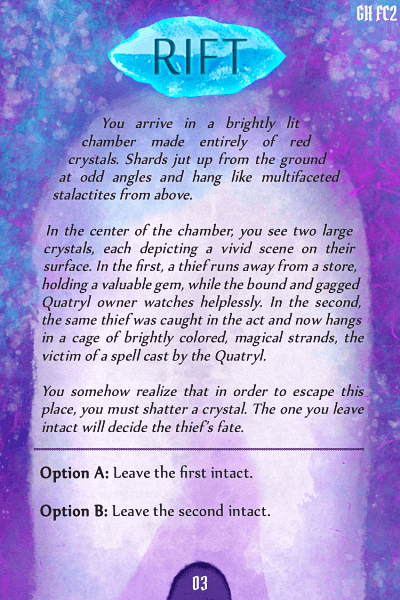 GH FC2
RIFT
You arrive in a brightly lit
chamber made entirely of red
crystals. Shards jut up from the ground
at odd angles and hang like multifaceted
stalactites from above.
In the center of the chamber, you see two large
crystals, each depicting a vivid scene on their
surface. In the first, a thief runs away from a store,
holding a valuable gem, while the bound and gagged
Quatryl owner watches helplessly. In the second,
the same thief was caught in the act and now hangs
in a cage of brightly colored, magical strands, the
victim of a spell cast by the Quatryl.
You somehow realize that in order to escape this
place, you must shatter a crystal. The one you leave
intact will decide the thief's fate.
Option A: Leave the first intact.
Option B: Leave the second intact.
03